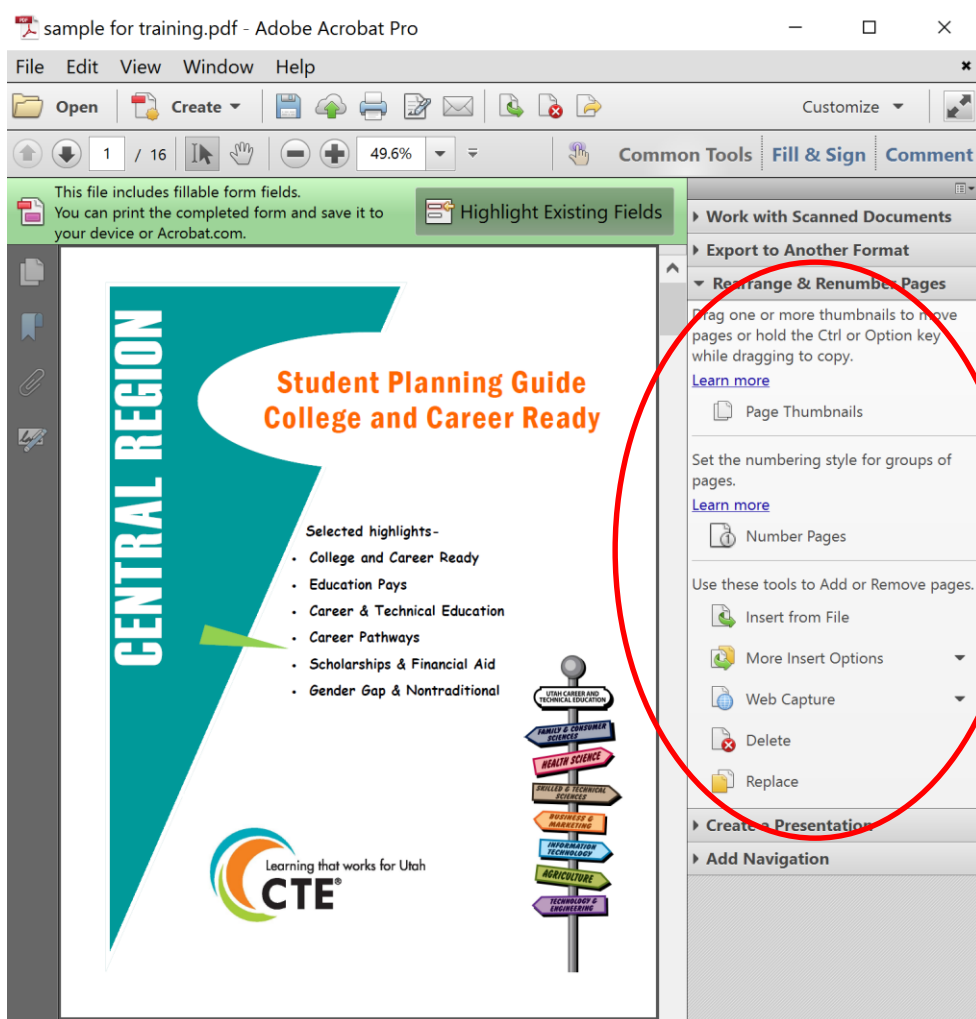 sample for training.pdf - Adobe Acrobat Pro
File Edit View Window Help
Open Create Customize
1 / 16 49.6% Common Tools Fill & Sign Comment
This file includes fillable form fields.
You can print the completed form and save it to
your device or Acrobat.com.
Highlight Existing Fields
CENTRAL REGION
Student Planning Guide
College and Career Ready
Selected highlights-
• College and Career Ready
• Education Pays
• Career & Technical Education
• Career Pathways
• Scholarships & Financial Aid
• Gender Gap & Nontraditional
UTAH CAREER AND
TECHNICAL EDUCATION
FAMILY & CONSUMER
SCIENCES
HEALTH SCIENCE
SKILLED & TECHNICAL
SCIENCES
BUSINESS &
MARKETING
INFORMATION
TECHNOLOGY
AGRICULTURE
TECHNOLOGY &
ENGINEERING
Learning that works for Utah
CTE®
Work with Scanned Documents
Export to Another Format
Rearrange & Renumber Pages
Drag one or more thumbnails to move
pages or hold the Ctrl or Option key
while dragging to copy.
Learn more
Page Thumbnails
Set the numbering style for groups of
pages.
Learn more
Number Pages
Use these tools to Add or Remove pages.
Insert from File
More Insert Options
Web Capture
Delete
Replace
Create a Presentation
Add Navigation